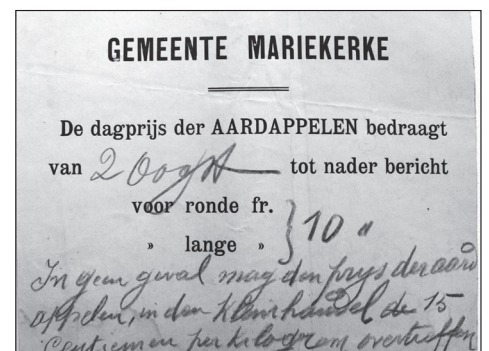 GEMEENTE MARIEKERKE
De dagprijs der AARDAPPELEN bedraagt
van 2 Oogst tot nader bericht
voor ronde fr. } 10 "
» lange »
In geen geval mag den prys der aard
appelen, in den Kleinhandel de 15
Centiemen per kilogram overtreffen